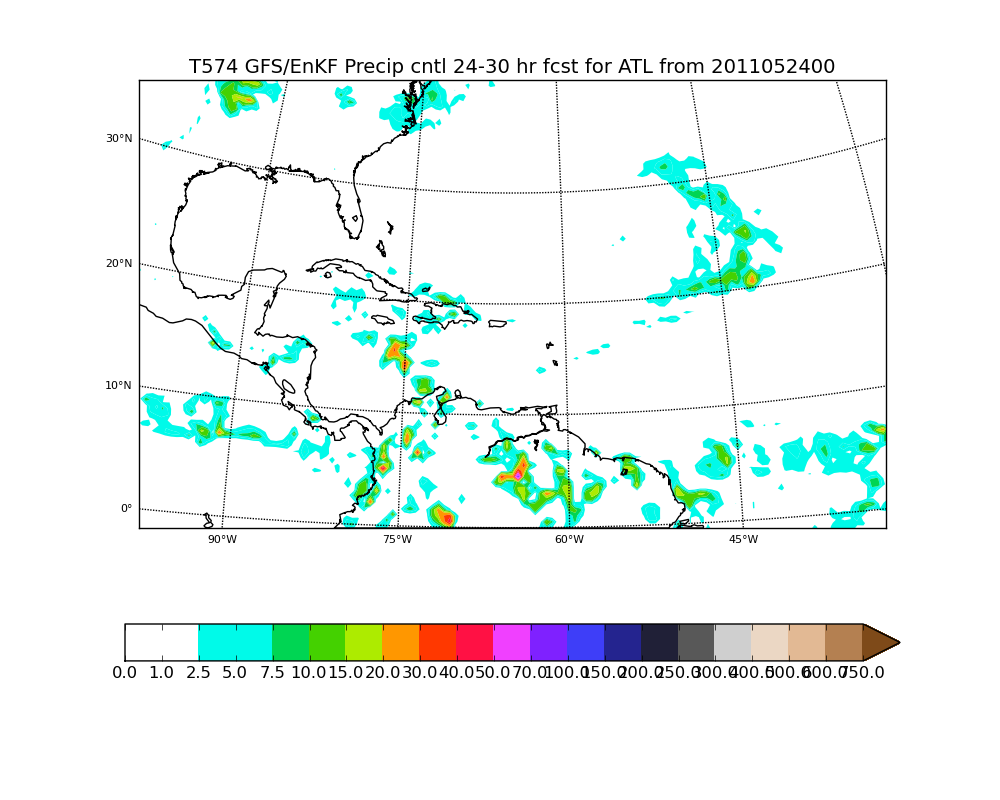 T574 GFS/EnKF Precip cntl 24-30 hr fcst for ATL from 2011052400
30°N
20°N
10°N
0°
90°W 75°W 60°W 45°W
0.0 1.0 2.5 5.0 7.5 10.0 15.0 20.0 30.0 40.0 50.0 70.0 100.0 150.0 200.0 250.0 300.0 400.0 500.0 600.0 750.0